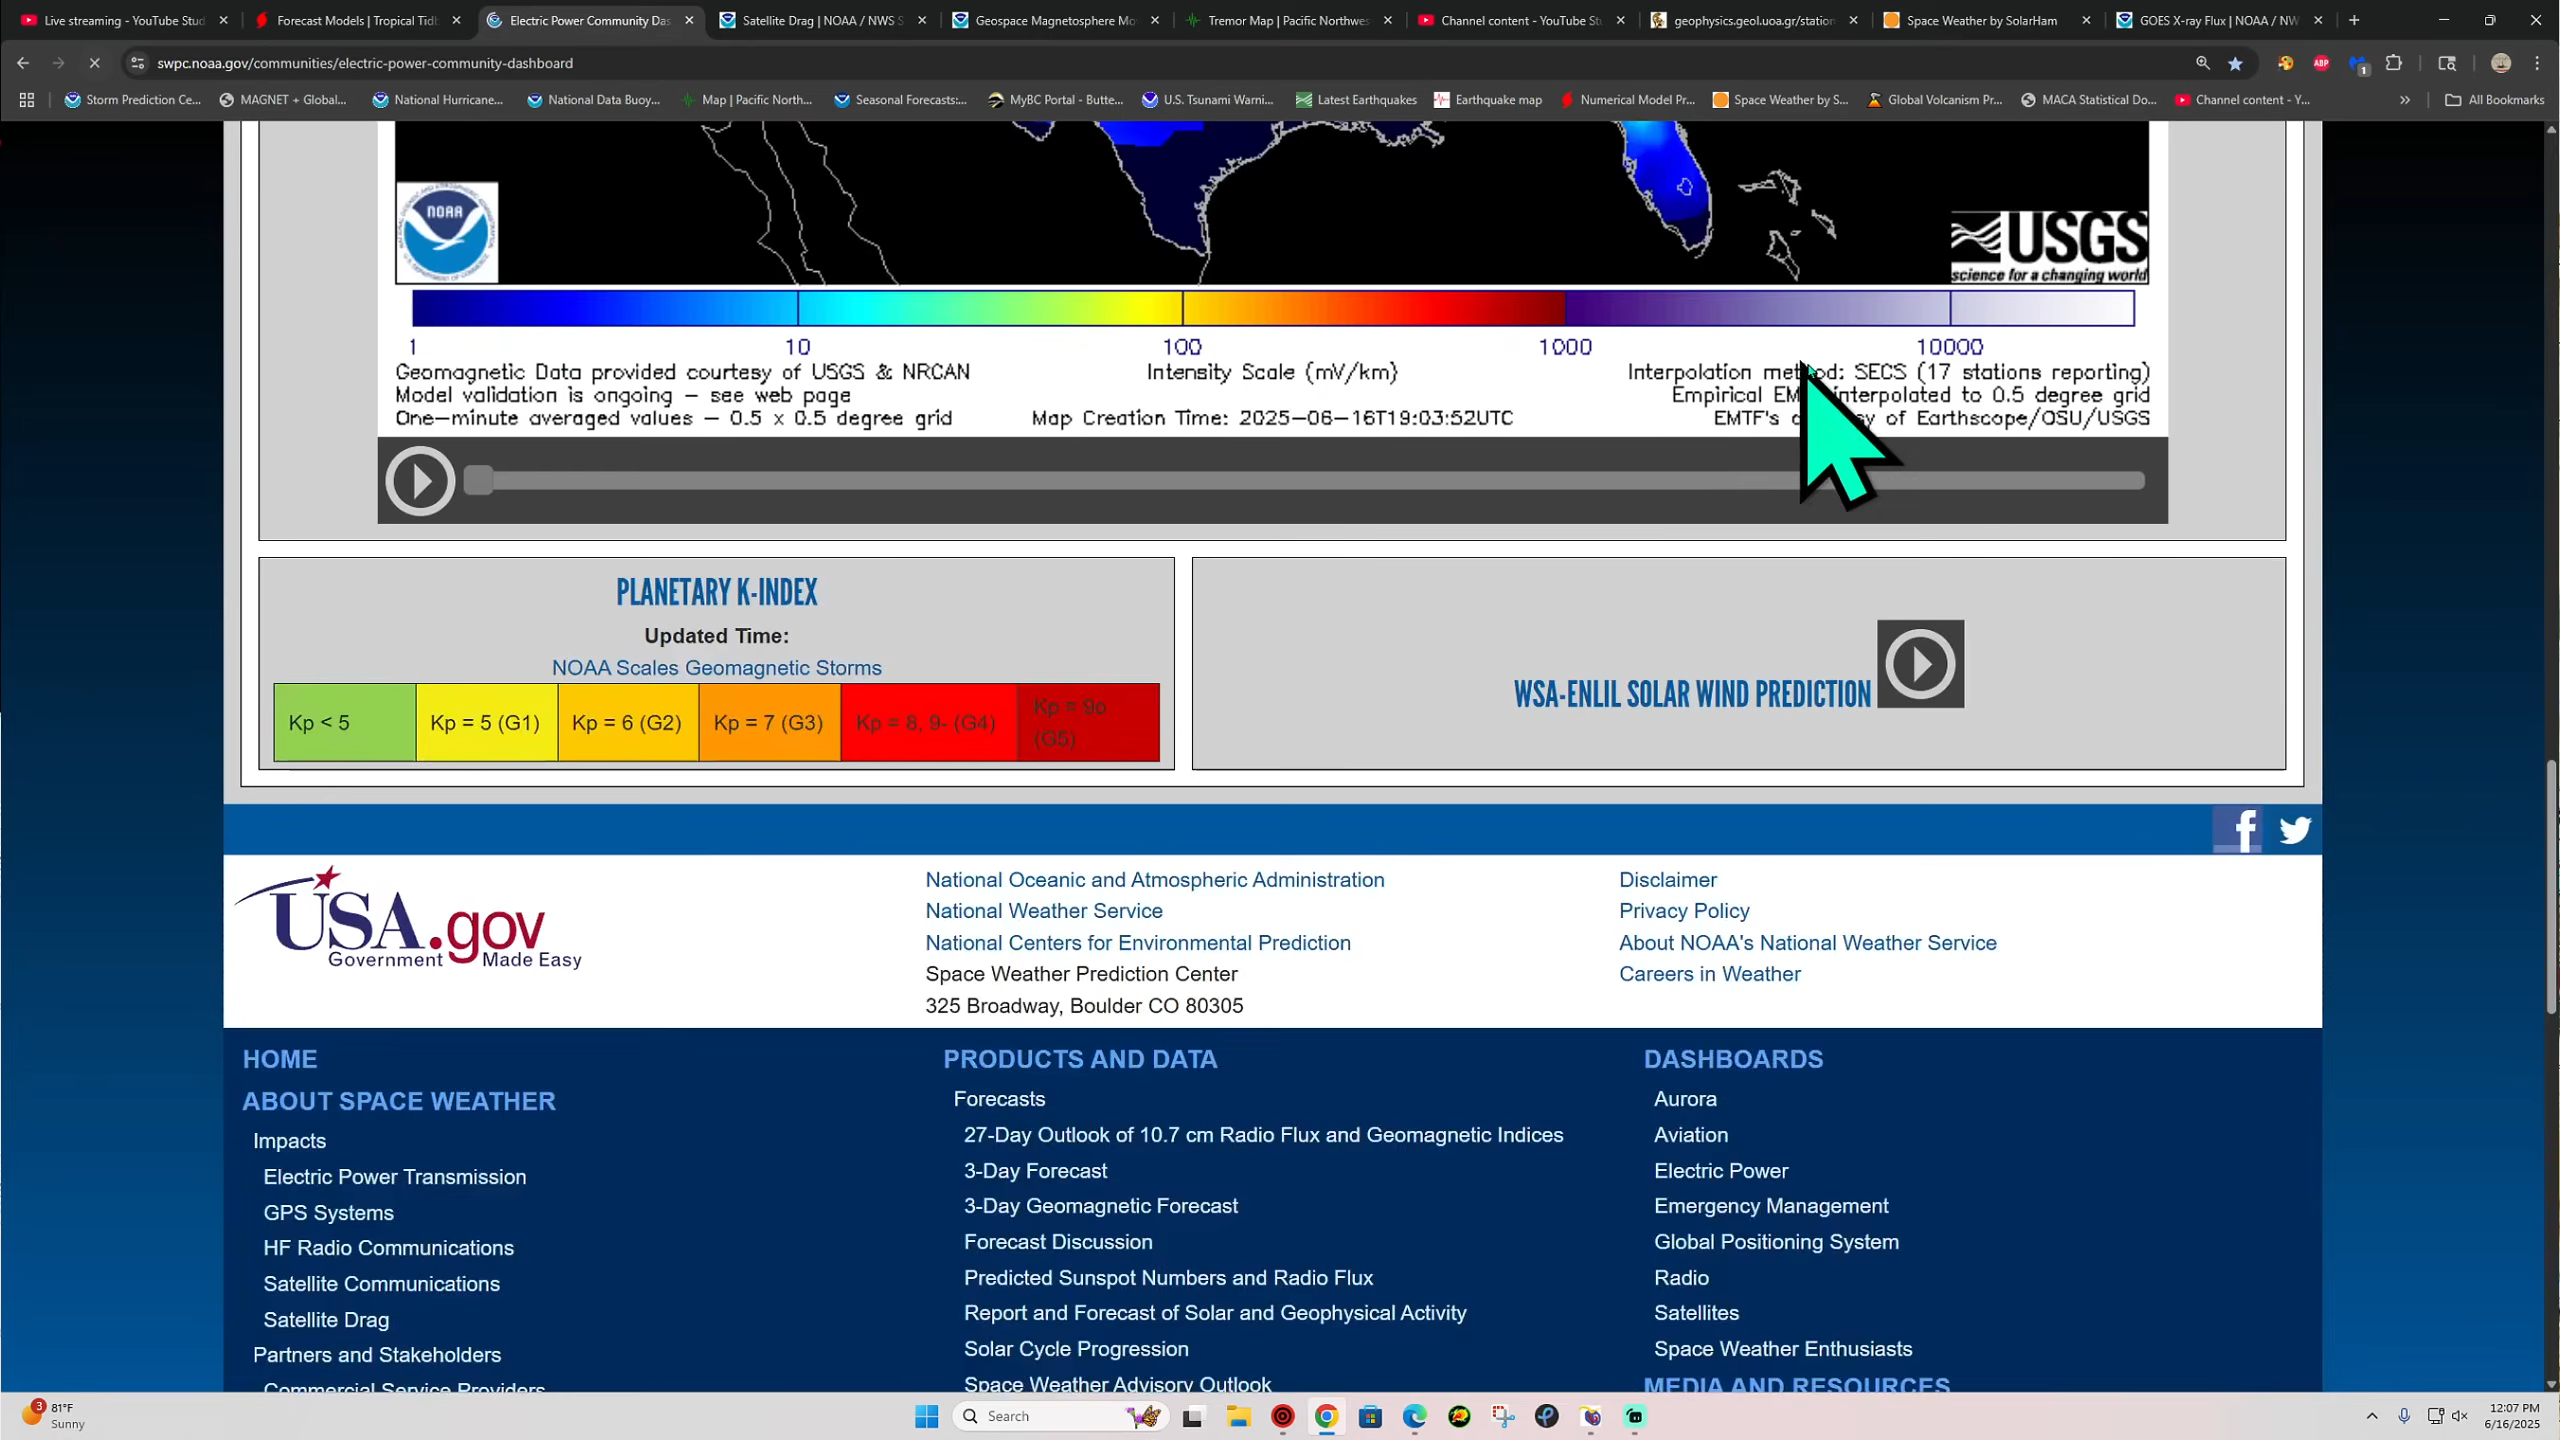 Live streaming - YouTube Stud
Forecast Models | Tropical Tidb
Electric Power Community Das
Satellite Drag | NOAA / NWS S
Geospace Magnetosphere Mo
Tremor Map | Pacific Northwes
Channel content - YouTube Stu
geophysics.geol.uoa.gr/station
Space Weather by SolarHam
GOES X-ray Flux | NOAA / NW
swpc.noaa.gov/communities/electric-power-community-dashboard
ABP
1
Storm Prediction Ce...
MAGNET + Global...
National Hurricane...
National Data Buoy...
Map | Pacific North...
Seasonal Forecasts:...
MyBC Portal - Butte...
U.S. Tsunami Warni...
Latest Earthquakes
Earthquake map
Numerical Model Pr...
Space Weather by S...
Global Volcanism Pr...
MACA Statistical Do...
Channel content - Y...
All Bookmarks
NOAA
USGS
science for a changing world
1 10 100 1000 10000
Geomagnetic Data provided courtesy of USGS & NRCAN
Intensity Scale (mV/km)
Interpolation method: SECS (17 stations reporting)
Model validation is ongoing - see web page
Empirical EM interpolated to 0.5 degree grid
One-minute averaged values - 0.5 x 0.5 degree grid
Map Creation Time: 2025-06-16T19:03:52UTC
EMTF's of Earthscope/OSU/USGS
PLANETARY K-INDEX
Updated Time:
NOAA Scales Geomagnetic Storms
Kp < 5
Kp = 5 (G1)
Kp = 6 (G2)
Kp = 7 (G3)
Kp = 8, 9- (G4)
Kp = 9o
(G5)
WSA-ENLIL SOLAR WIND PREDICTION
USA.gov
Government Made Easy
National Oceanic and Atmospheric Administration
National Weather Service
National Centers for Environmental Prediction
Space Weather Prediction Center
325 Broadway, Boulder CO 80305
Disclaimer
Privacy Policy
About NOAA's National Weather Service
Careers in Weather
HOME
ABOUT SPACE WEATHER
Impacts
Electric Power Transmission
GPS Systems
HF Radio Communications
Satellite Communications
Satellite Drag
Partners and Stakeholders
Commercial Service Providers
PRODUCTS AND DATA
Forecasts
27-Day Outlook of 10.7 cm Radio Flux and Geomagnetic Indices
3-Day Forecast
3-Day Geomagnetic Forecast
Forecast Discussion
Predicted Sunspot Numbers and Radio Flux
Report and Forecast of Solar and Geophysical Activity
Solar Cycle Progression
Space Weather Advisory Outlook
DASHBOARDS
Aurora
Aviation
Electric Power
Emergency Management
Global Positioning System
Radio
Satellites
Space Weather Enthusiasts
MEDIA AND RESOURCES
3
81°F
Sunny
Search
12:07 PM
6/16/2025